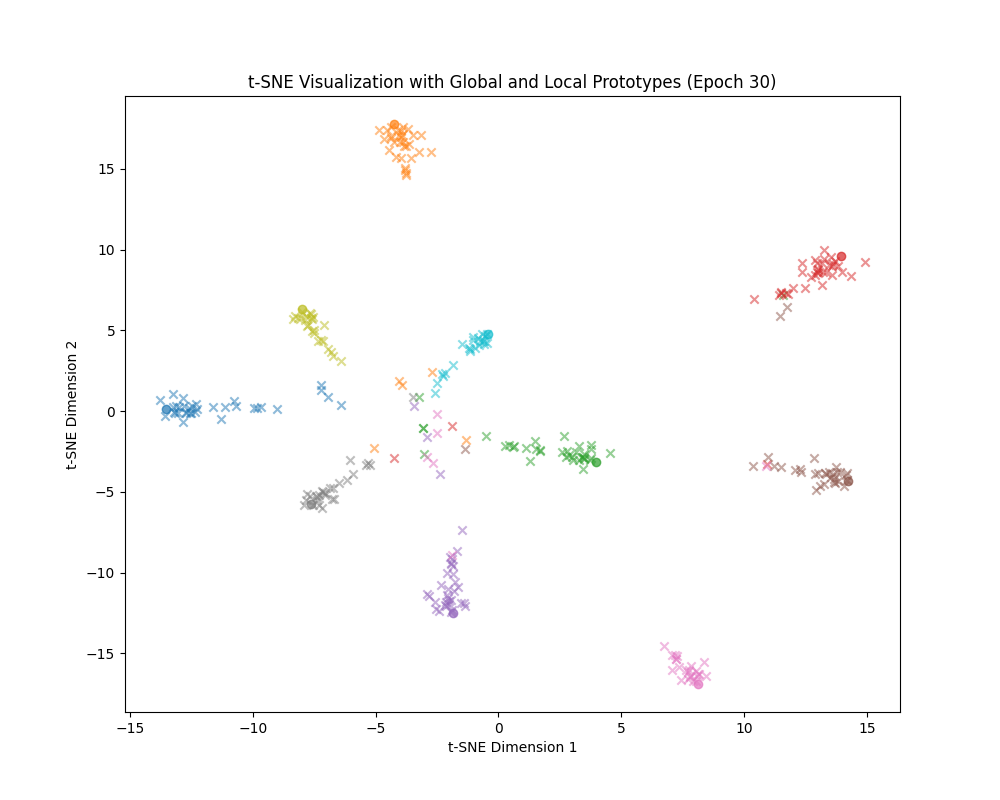 t-SNE Visualization with Global and Local Prototypes (Epoch 30)
15
10
5
0
−5
−10
−15
t-SNE Dimension 2
−15 −10 −5 0 5 10 15
t-SNE Dimension 1